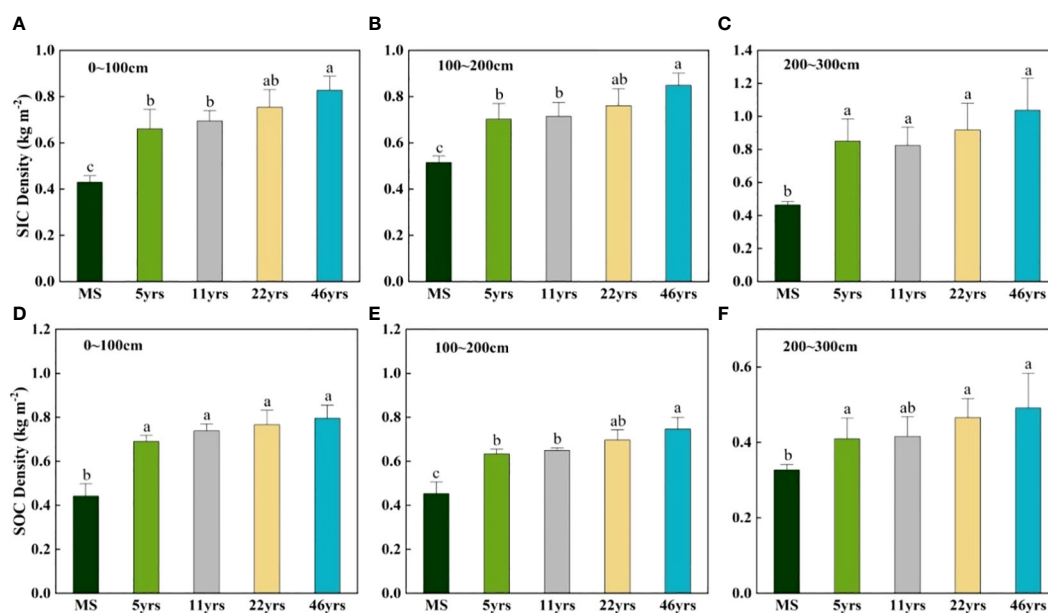 A
B
C
1.0
0~100cm
a
ab
b
b
0.8
0.6
c
0.4
0.2
0.0
SIC Density (kg m-2)
MS 5yrs 11yrs 22yrs 46yrs
1.0
100~200cm
a
ab
b
b
0.8
c
0.6
0.4
0.2
0.0
MS 5yrs 11yrs 22yrs 46yrs
1.4
200~300cm
a
1.2
a
a
a
1.0
0.8
0.6
b
0.4
0.2
0.0
MS 5yrs 11yrs 22yrs 46yrs
D
E
F
1.2
0~100cm
1.0
a
a
a
a
0.8
0.6
b
0.4
0.2
0.0
SOC Density (kg m-2)
MS 5yrs 11yrs 22yrs 46yrs
1.2
100~200cm
1.0
a
ab
b
b
0.8
0.6
c
0.4
0.2
0.0
MS 5yrs 11yrs 22yrs 46yrs
200~300cm
0.6
a
a
ab
a
b
0.4
0.2
0.0
MS 5yrs 11yrs 22yrs 46yrs